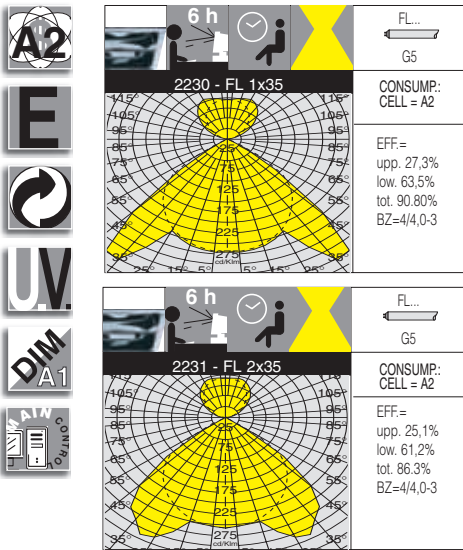 A2
E
U.V.
DIM
A1
MAIN CONTROL
6 h
FL...
G5
2230 - FL 1x35
CONSUMP.:
CELL = A2
EFF.=
upp. 27,3%
low. 63,5%
tot. 90.80%
BZ=4/4,0-3
115° 115°
105° 105°
95° 95°
85° 85°
75° 75°
65° 65°
45° 45°
35° 35°
25° 15° 5° 5° 15° 25°
25
75
125
175
225
275
cd/Klm
6 h
FL...
G5
2231 - FL 2x35
CONSUMP.:
CELL = A2
EFF.=
upp. 25,1%
low. 61,2%
tot. 86.3%
BZ=4/4,0-3
105° 105°
95° 95°
85° 85°
75° 75°
65° 65°
55° 55°
45° 45°
35° 35°
25
75
125
175
225
275
cd/Klm